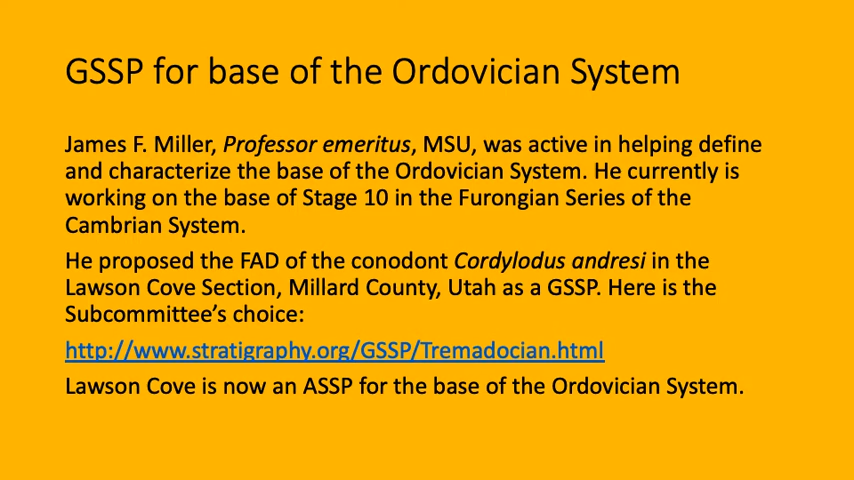 GSSP for base of the Ordovician System
James F. Miller, Professor emeritus, MSU, was active in helping define
and characterize the base of the Ordovician System. He currently is
working on the base of Stage 10 in the Furongian Series of the
Cambrian System.
He proposed the FAD of the conodont Cordylodus andresi in the
Lawson Cove Section, Millard County, Utah as a GSSP. Here is the
Subcommittee’s choice:
http://www.stratigraphy.org/GSSP/Tremadocian.html
Lawson Cove is now an ASSP for the base of the Ordovician System.